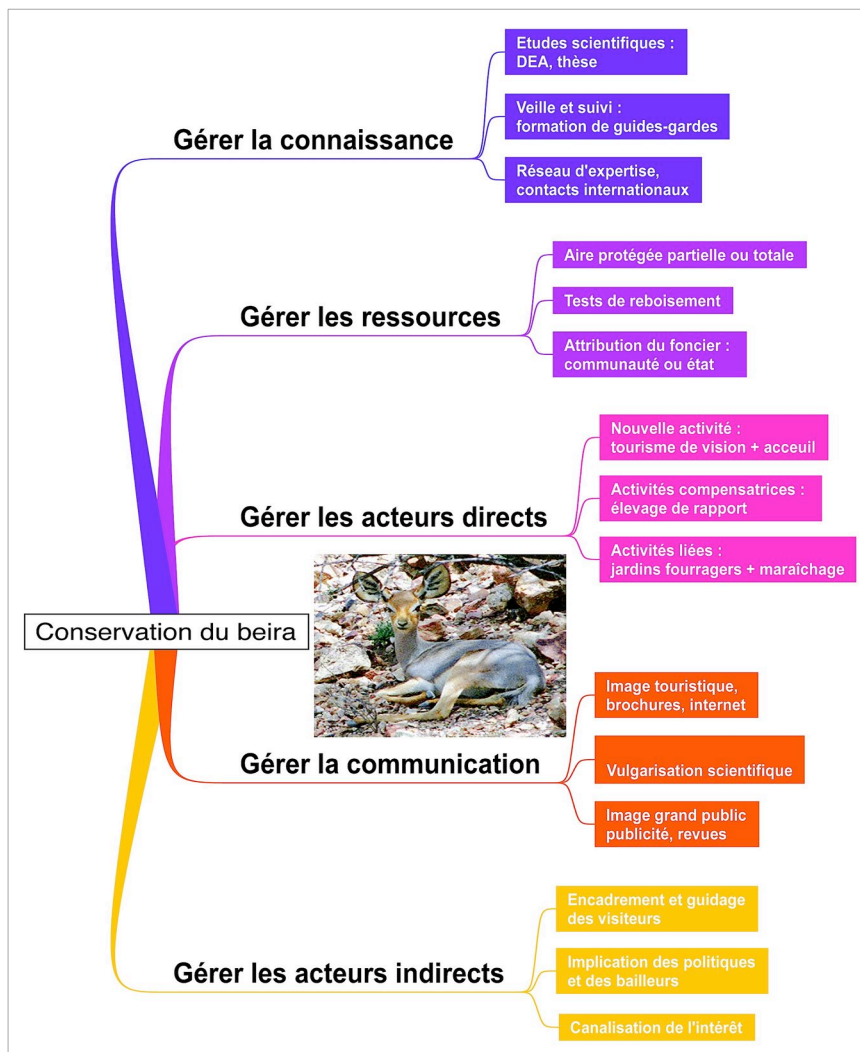 Etudes scientifiques :
DEA, thèse
Veille et suivi :
formation de guides-gardes
Gérer la connaissance
Réseau d'expertise,
contacts internationaux
Aire protégée partielle ou totale
Tests de reboisement
Gérer les ressources
Attribution du foncier :
communauté ou état
Nouvelle activité :
tourisme de vision + acceuil
Activités compensatrices :
élevage de rapport
Gérer les acteurs directs
Activités liées :
jardins fourragers + maraîchage
Conservation du beira
Image touristique,
brochures, internet
Gérer la communication
Vulgarisation scientifique
Image grand public
publicité, revues
Encadrement et guidage
des visiteurs
Gérer les acteurs indirects
Implication des politiques
et des bailleurs
Canalisation de l'intérêt